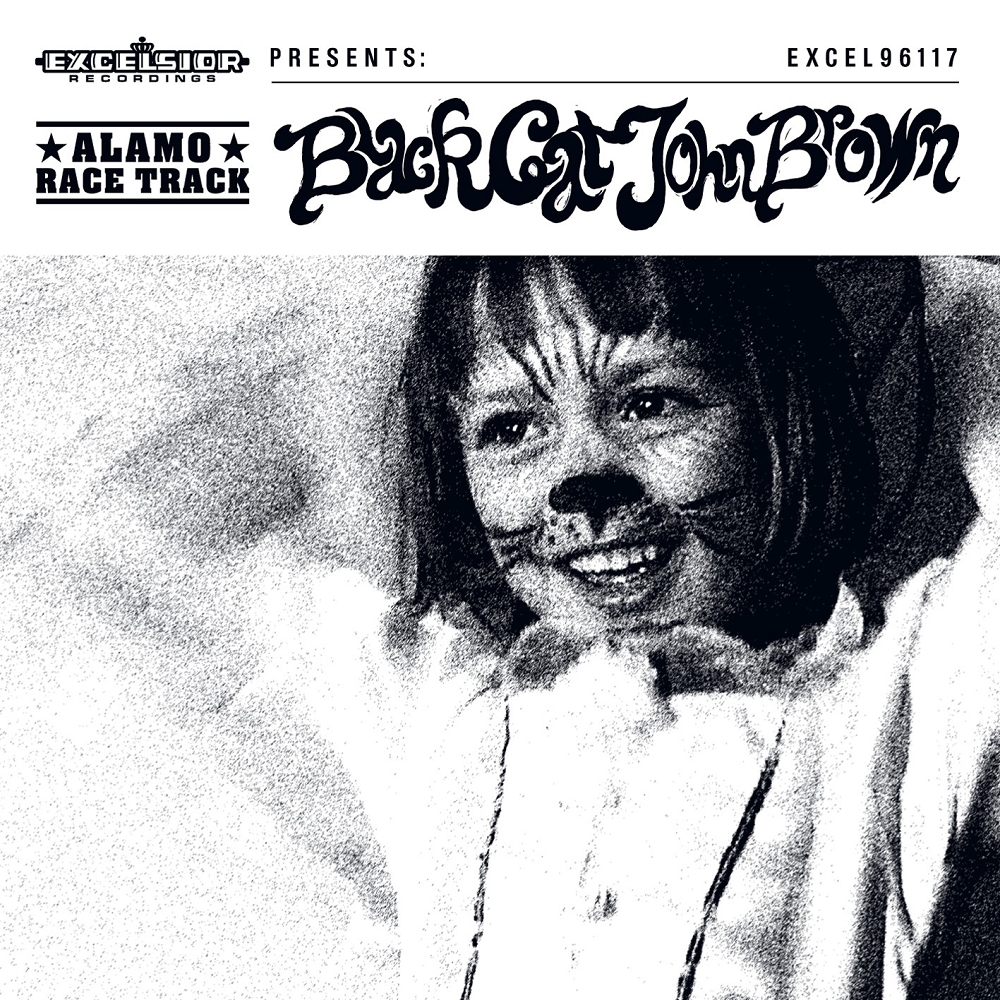 EXCELSIOR RECORDINGS PRESENTS: EXCEL96117
★ALAMO★
RACE TRACK
Black Cat John Brown